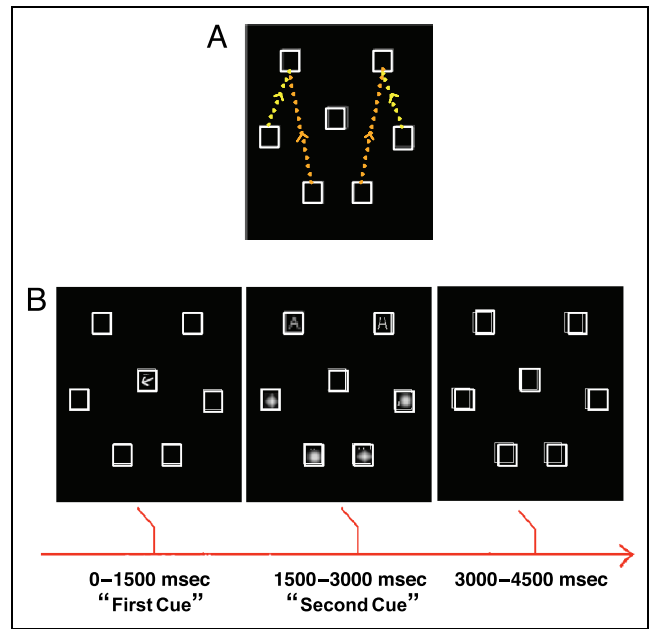 A
B
A A
0–1500 msec
“First Cue”
1500–3000 msec
“Second Cue”
3000–4500 msec